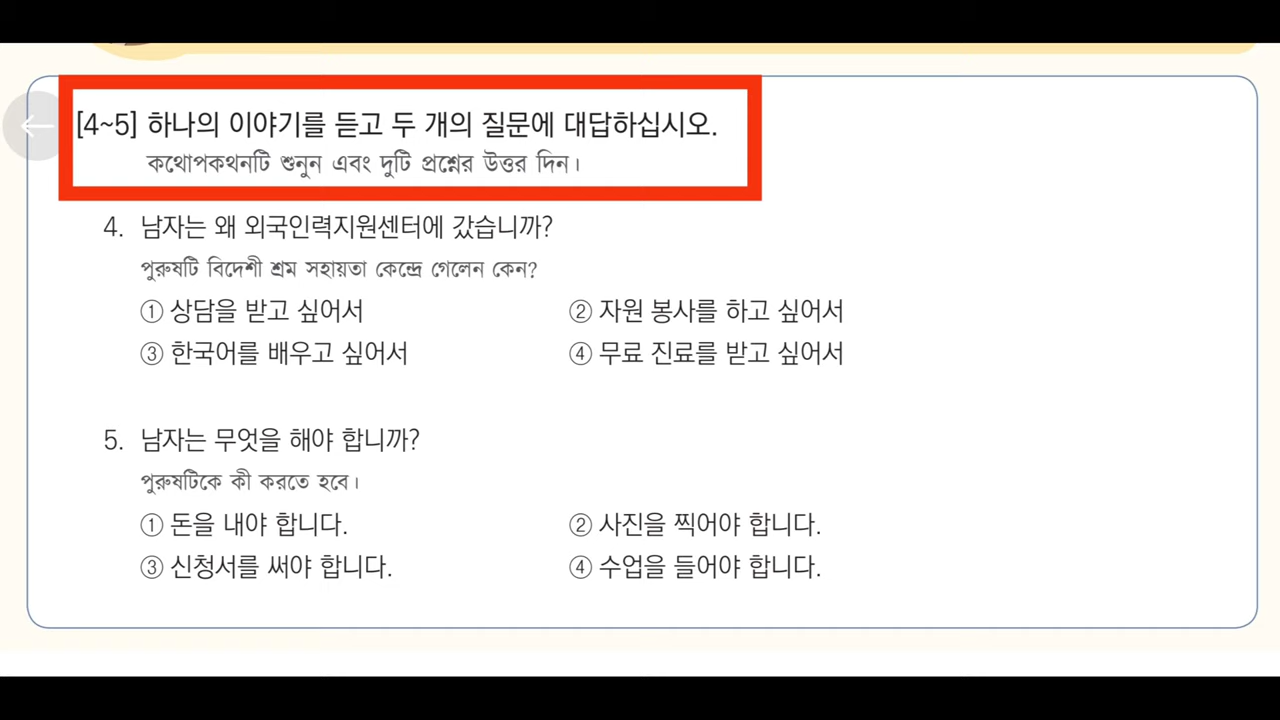 [4~5] 하나의 이야기를 듣고 두 개의 질문에 대답하십시오.
কথোপকথনটি শুনুন এবং দুটি প্রশ্নের উত্তর দিন।
4. 남자는 왜 외국인력지원센터에 갔습니까?
পুরুষটি বিদেশী শ্রম সহায়তা কেন্দ্রে গেলেন কেন?
① 상담을 받고 싶어서 ② 자원 봉사를 하고 싶어서
③ 한국어를 배우고 싶어서 ④ 무료 진료를 받고 싶어서
5. 남자는 무엇을 해야 합니까?
পুরুষটিকে কী করতে হবে।
① 돈을 내야 합니다. ② 사진을 찍어야 합니다.
③ 신청서를 써야 합니다. ④ 수업을 들어야 합니다.